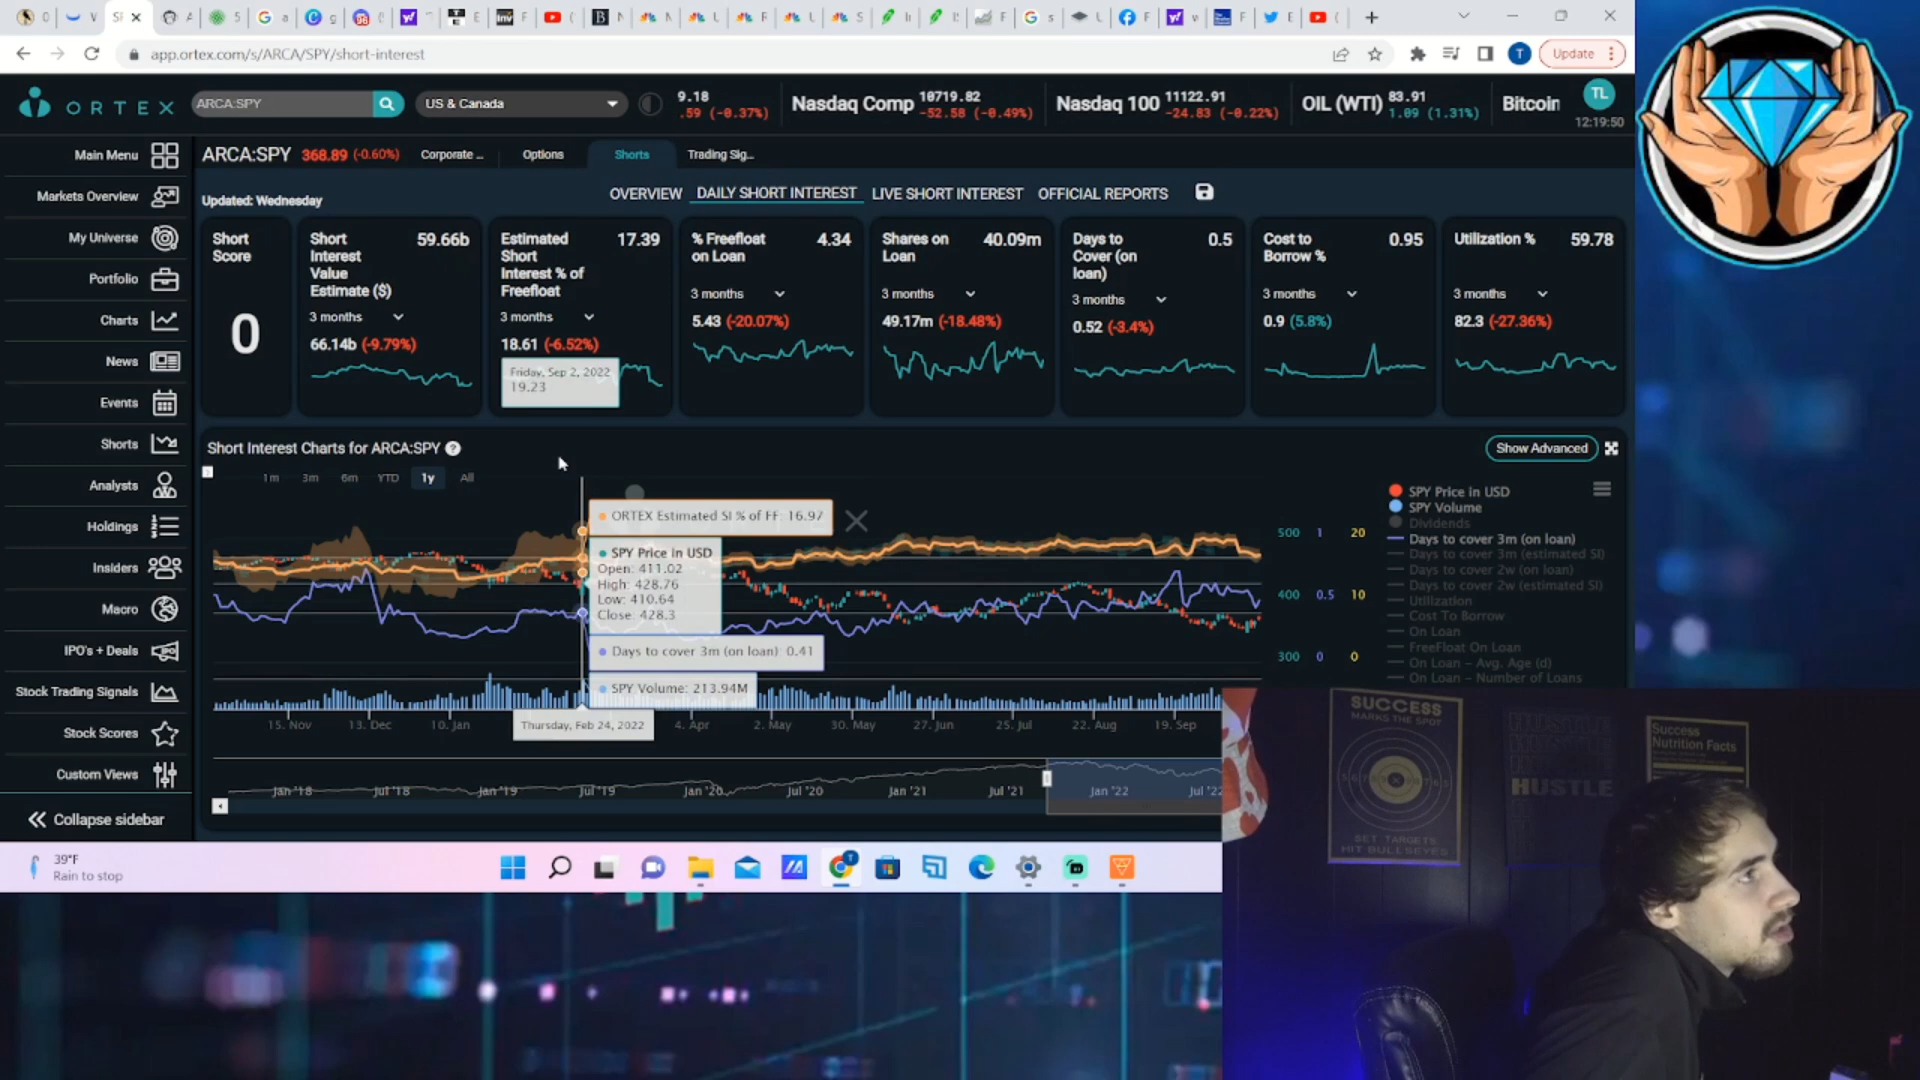 app.ortex.com/s/ARCA/SPY/short-interest
T
Update
ORTEX
ARCA:SPY
US & Canada
9.18
.59 (-0.37%)
Nasdaq Comp 10719.82
-52.58 (-0.49%)
Nasdaq 100 11122.91
-24.83 (-0.22%)
OIL (WTI) 83.91
1.09 (1.31%)
Bitcoin
TL
12:19:50
Main Menu
Markets Overview
My Universe
Portfolio
Charts
News
Events
Shorts
Analysts
Holdings
Insiders
Macro
IPO's + Deals
Stock Trading Signals
Stock Scores
Custom Views
Collapse sidebar
ARCA:SPY 368.89 (-0.60%)
Corporate ...
Options
Shorts
Trading Sig...
Updated: Wednesday
OVERVIEW
DAILY SHORT INTEREST
LIVE SHORT INTEREST
OFFICIAL REPORTS
Short Score
0
Short Interest Value Estimate ($)
59.66b
3 months
66.14b (-9.79%)
Estimated Short Interest % of Freefloat
17.39
3 months
18.61 (-6.52%)
Friday, Sep 2, 2022
19.23
% Freefloat on Loan
4.34
3 months
5.43 (-20.07%)
Shares on Loan
40.09m
3 months
49.17m (-18.48%)
Days to Cover (on loan)
0.5
3 months
0.52 (-3.4%)
Cost to Borrow %
0.95
3 months
0.9 (5.8%)
Utilization %
59.78
3 months
82.3 (-27.36%)
Short Interest Charts for ARCA:SPY
Show Advanced
1m 3m 6m YTD 1y All
ORTEX Estimated SI % of FF: 16.97
SPY Price in USD
Open: 411.02
High: 428.76
Low: 410.64
Close: 428.3
Days to cover 3m (on loan): 0.41
SPY Volume: 213.94M
Thursday, Feb 24, 2022
500 1 20
400 0.5 10
300 0 0
SPY Price in USD
SPY Volume
Dividends
Days to cover 3m (on loan)
Days to cover 3m (estimated SI)
Days to cover 2w (on loan)
Days to cover 2w (estimated SI)
Utilization
Cost To Borrow
On Loan
FreeFloat On Loan
On Loan - Avg. Age (d)
On Loan - Number of Loans
15. Nov 13. Dec 10. Jan 4. Apr 2. May 30. May 27. Jun 25. Jul 22. Aug 19. Sep
Jan '18 Jul '18 Jan '19 Jul '19 Jan '20 Jul '20 Jan '21 Jul '21 Jan '22 Jul '22
39°F
Rain to stop
SUCCESS
MARKS THE SPOT
SET TARGETS
HIT BULLSEYES
HUSTLE
Success
Nutrition Facts